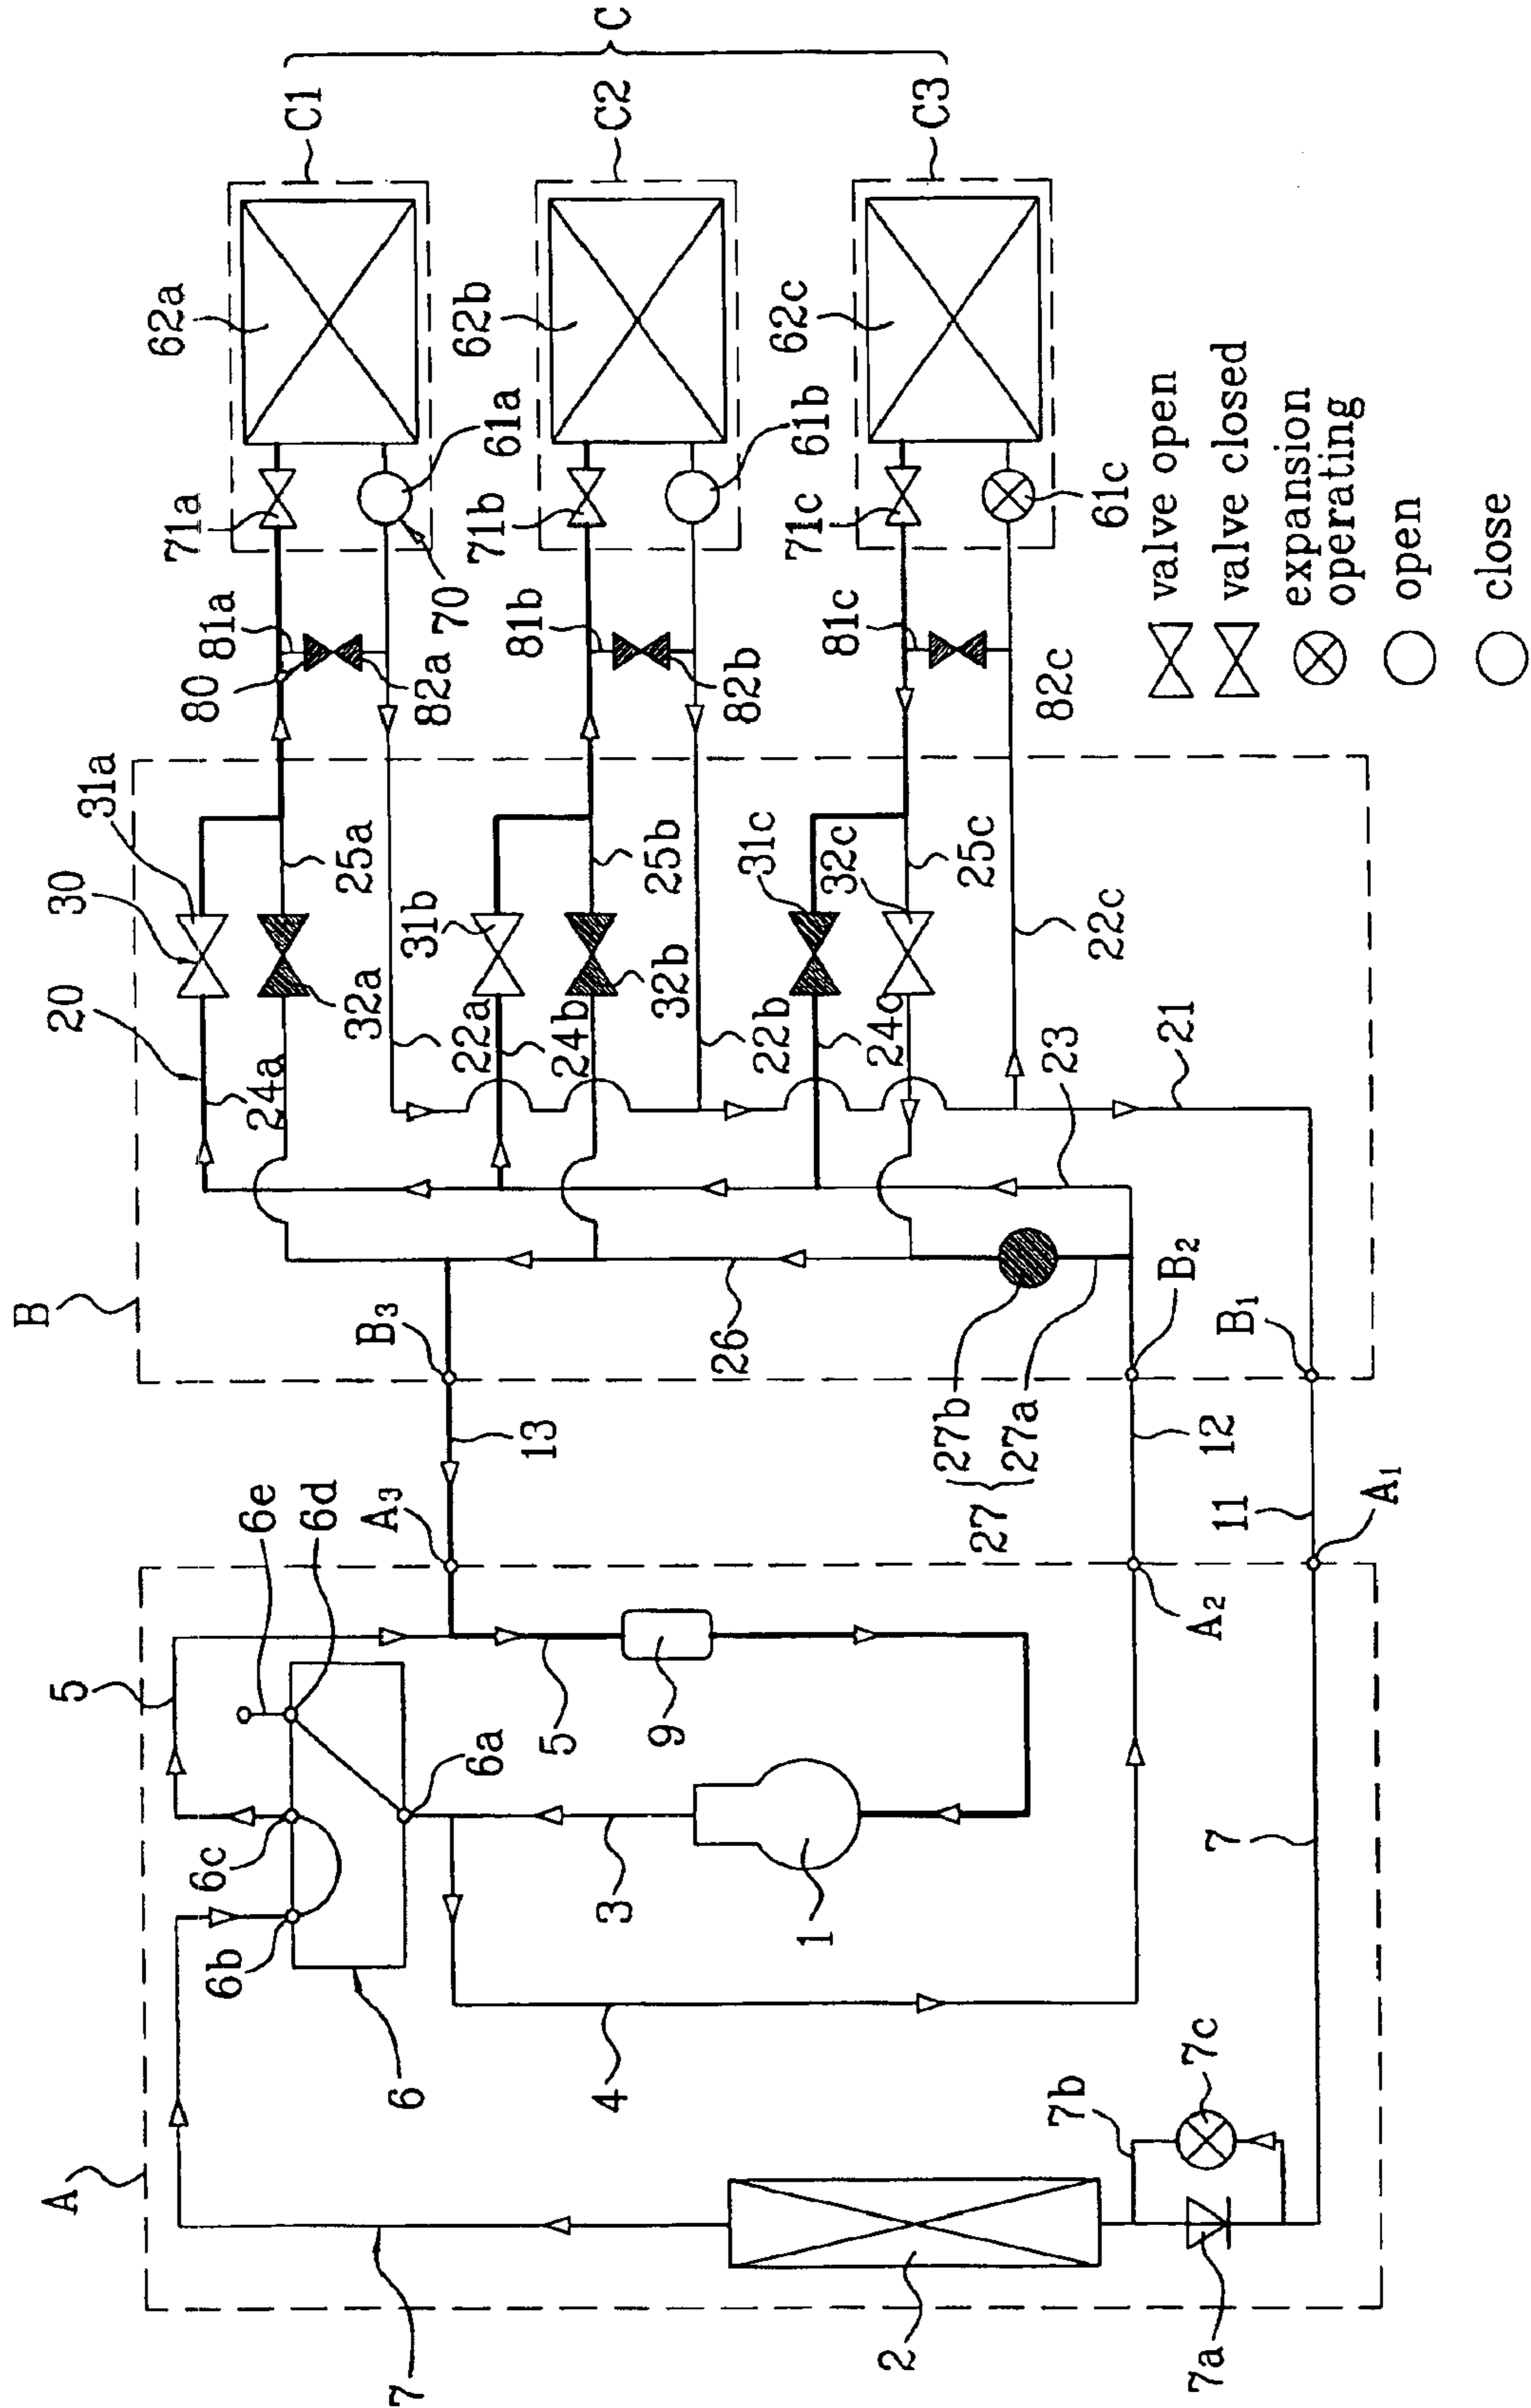 C
C1
C2
C3
62a
62b
62c
71a
61a
71b
61b
71c
61c
70
80
81a
82a
81b
82b
81c
82c
valve open
valve closed
expansion
operating
open
close
B
20
30
31a
32a
25a
24a
22a
31b
32b
25b
24b
22b
31c
32c
25c
24c
22c
23
21
26
B3
B2
B1
27b
27a
27
13
12
11
A3
A2
A1
A
5
6e
6d
6c
6b
6a
6
5
9
3
1
4
7
7
2
7a
7b
7c